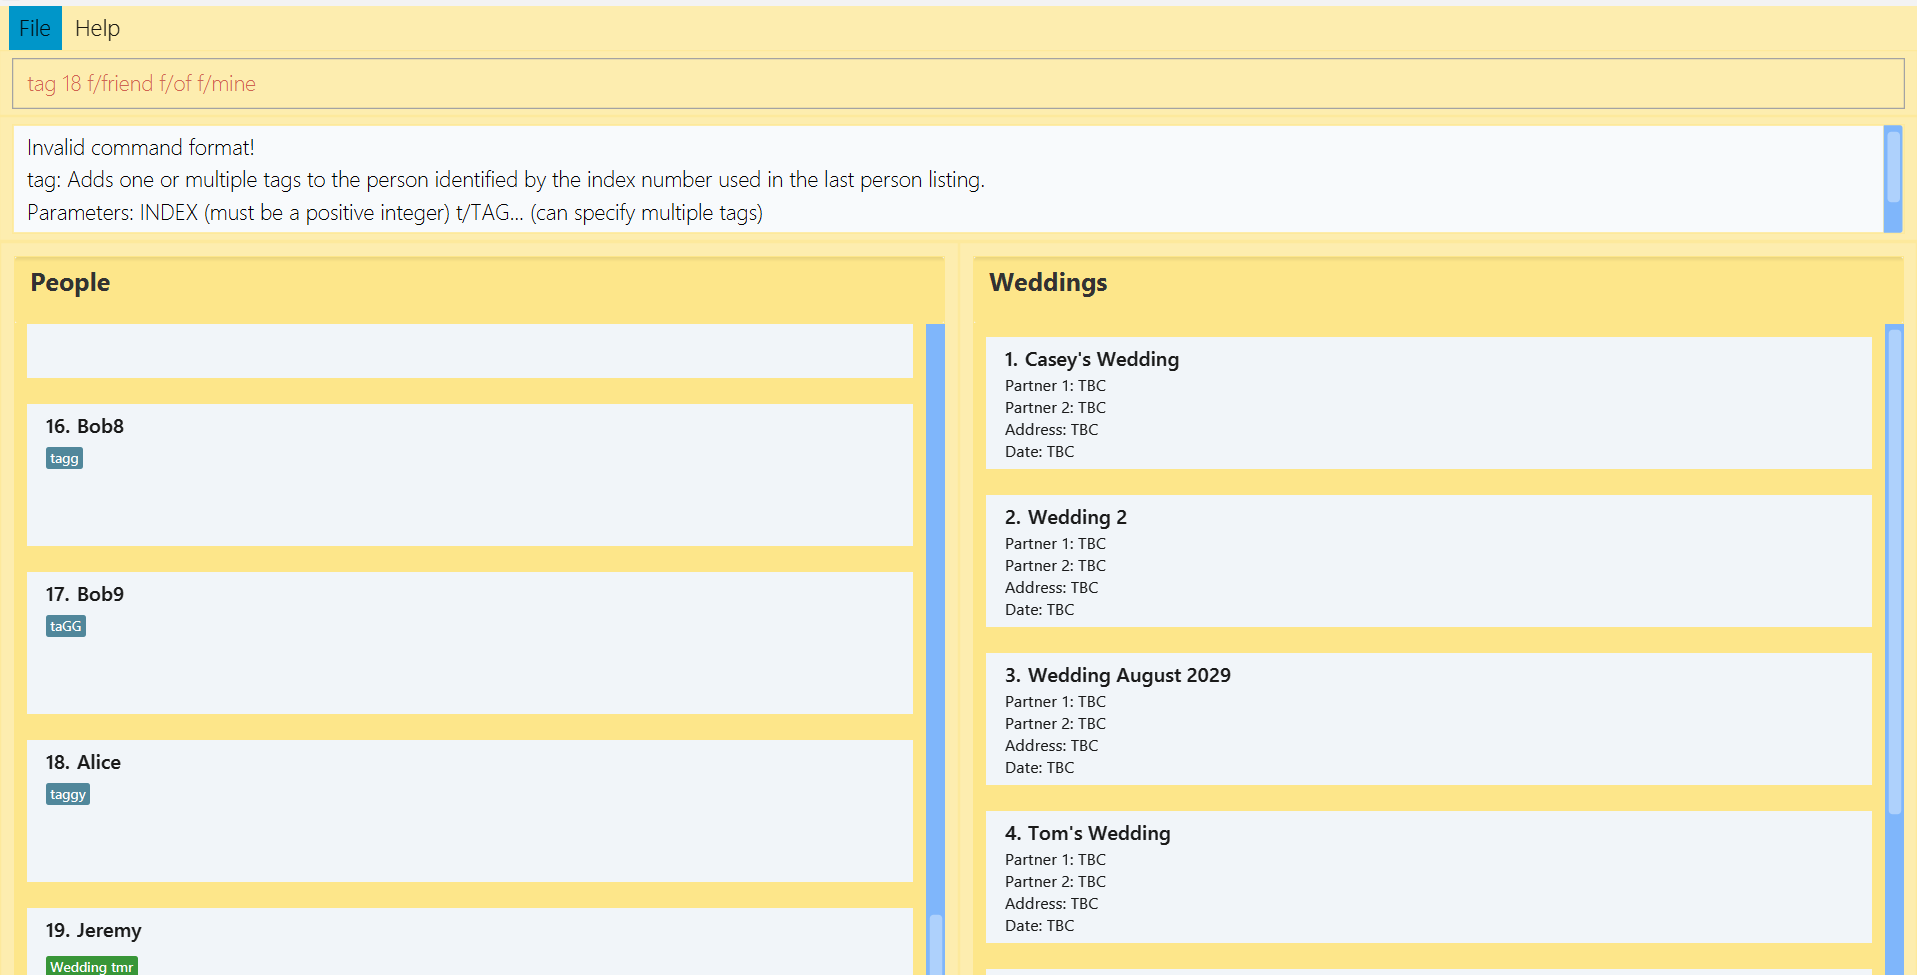 File Help
tag 18 f/friend f/of f/mine
Invalid command format!
tag: Adds one or multiple tags to the person identified by the index number used in the last person listing.
Parameters: INDEX (must be a positive integer) t/TAG... (can specify multiple tags)
People
16. Bob8
tagg
17. Bob9
taGG
18. Alice
taggy
19. Jeremy
Wedding tmr
Weddings
1. Casey's Wedding
Partner 1: TBC
Partner 2: TBC
Address: TBC
Date: TBC
2. Wedding 2
Partner 1: TBC
Partner 2: TBC
Address: TBC
Date: TBC
3. Wedding August 2029
Partner 1: TBC
Partner 2: TBC
Address: TBC
Date: TBC
4. Tom's Wedding
Partner 1: TBC
Partner 2: TBC
Address: TBC
Date: TBC